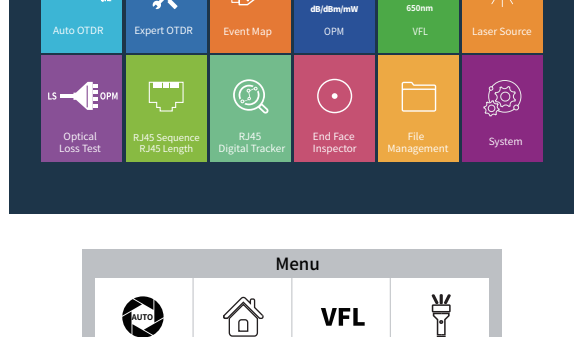 dB/dBm/mW
650nm
Auto OTDR
Expert OTDR
Event Map
OPM
VFL
Laser Source
LS
OPM
Optical
Loss Test
RJ45 Sequence
RJ45 Length
RJ45
Digital Tracker
End Face
Inspector
File
Management
System
Menu
AUTO
VFL